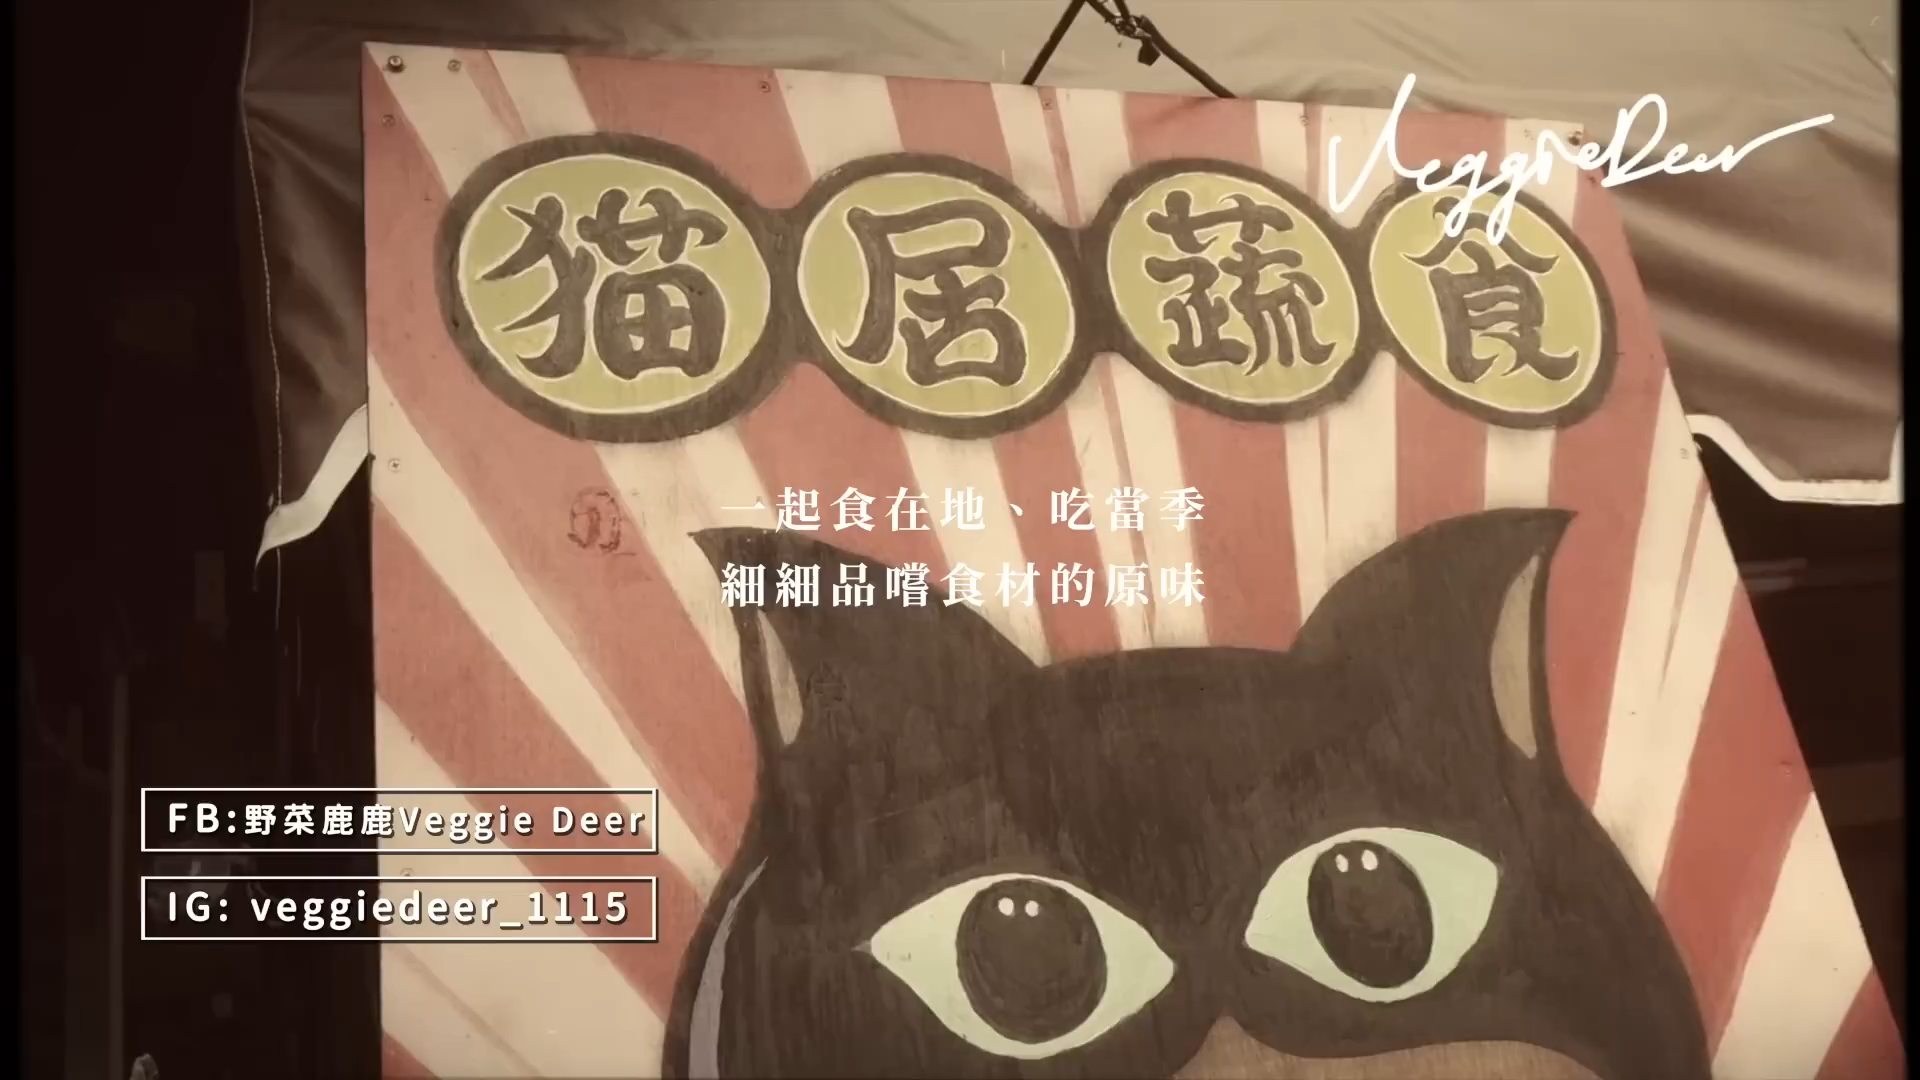 VeggieDeer
猫居蔬食
一起食在地、吃當季
細細品嚐食材的原味
FB:野菜鹿鹿Veggie Deer
IG: veggiedeer_1115